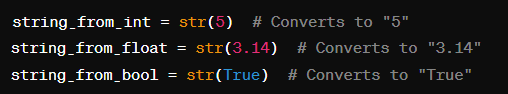 string_from_int = str(5)  # Converts to "5"
string_from_float = str(3.14)  # Converts to "3.14"
string_from_bool = str(True)  # Converts to "True"